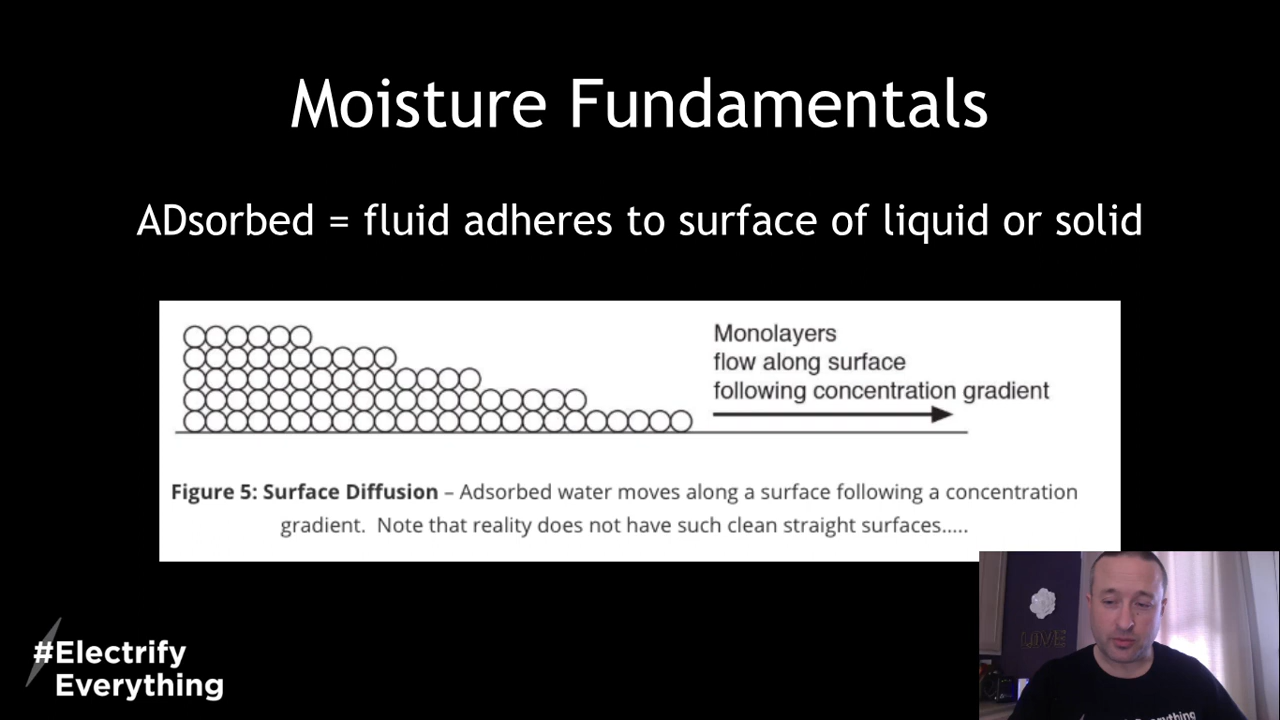 Moisture Fundamentals
ADsorbed = fluid adheres to surface of liquid or solid
Monolayers
flow along surface
following concentration gradient
Figure 5: Surface Diffusion – Adsorbed water moves along a surface following a concentration
gradient. Note that reality does not have such clean straight surfaces.....
#Electrify
Everything
LOVE
Everything